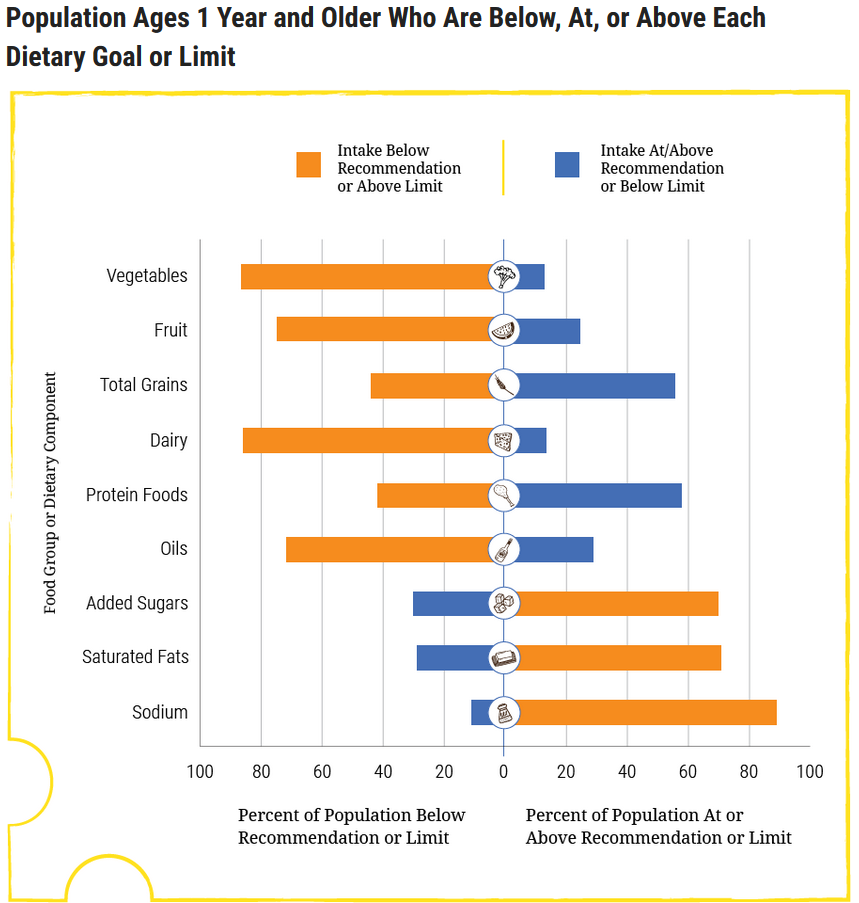 Population Ages 1 Year and Older Who Are Below, At, or Above Each
Dietary Goal or Limit
Intake Below
Recommendation
or Above Limit
Intake At/Above
Recommendation
or Below Limit
Food Group or Dietary Component
Vegetables
Fruit
Total Grains
Dairy
Protein Foods
Oils
Added Sugars
Saturated Fats
Sodium
100 80 60 40 20 0 20 40 60 80 100
Percent of Population Below
Recommendation or Limit
Percent of Population At or
Above Recommendation or Limit